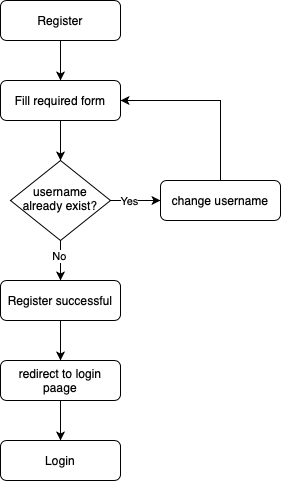 Register
Fill required form
username
already exist?
Yes
change username
No
Register successful
redirect to login
paage
Login